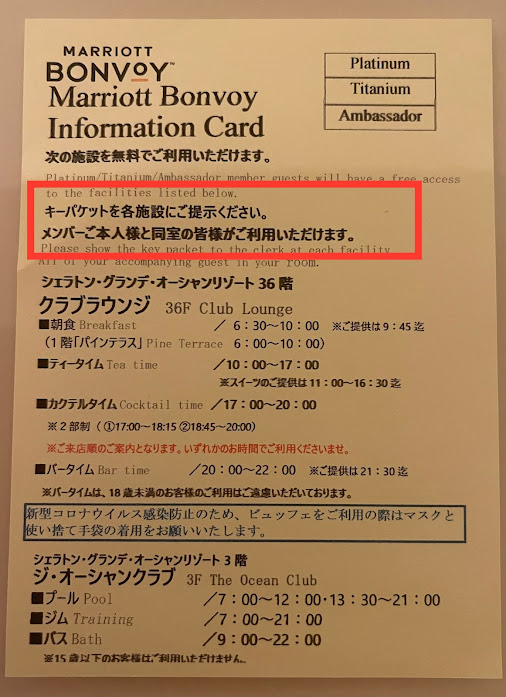 MARRIOTT
BONVOY™
Marriott Bonvoy
Information Card
Platinum
Titanium
Ambassador
次の施設を無料でご利用いただけます。
Platinum/Titanium/Ambassador member guests will have a free access
to the facilities listed below.
キーパケットを各施設にご提示ください。
メンバーご本人様と同室の皆様がご利用いただけます。
Please show the key packet to the clerk at each facility.
All of your accompanying guest in your room.
シェラトン・グランデ・オーシャンリゾート 36 階
クラブラウンジ 36F Club Lounge
■朝食 Breakfast ／ 6：30～10：00 ※ご提供は 9：45 迄
（1 階「パインテラス」 Pine Terrace 6：00～10：00）
■ティータイム Tea time ／10：00～17：00
※スイーツのご提供は 11：00～16：30 迄
■カクテルタイム Cocktail time ／17：00～20：00
※２部制（ ①17:00～18:15 ②18:45～20:00）
※ご来店順のご案内となります。いずれかのお時間でご利用くださいませ。
■バータイム Bar time ／20：00～22：00 ※ご提供は 21：30 迄
※バータイムは、18 歳未満のお客様のご利用はご遠慮いただいております。
新型コロナウイルス感染防止のため、ビュッフェをご利用の際はマスクと
使い捨て手袋の着用をお願いいたします。
シェラトン・グランデ・オーシャンリゾート 3 階
ジ・オーシャンクラブ 3F The Ocean Club
■プール Pool ／7：00～12：00･13：30～21：00
■ジム Training ／7：00～21：00
■バス Bath ／9：00～22：00
※15 歳以下のお客様はご利用いただけません。